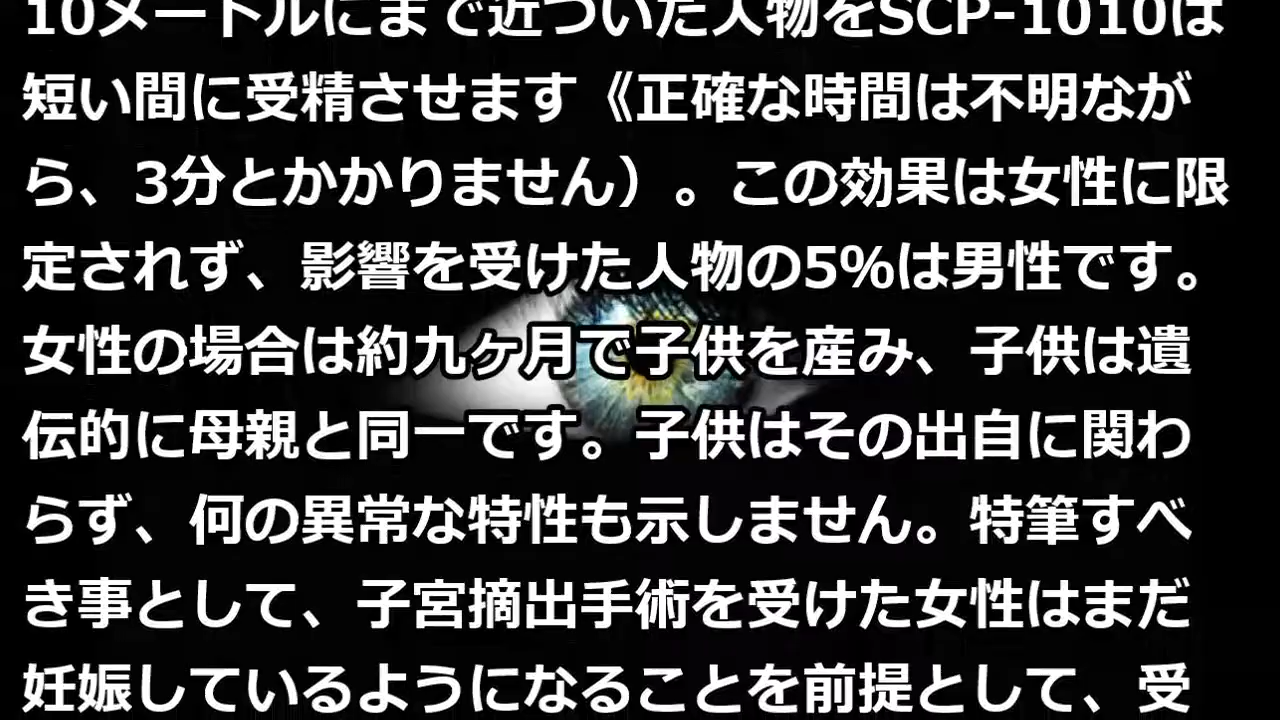 10メートルにまで近づいた人物をSCP-1010は
短い間に受精させます《正確な時間は不明なが
ら、3分とかかりません）。この効果は女性に限
定されず、影響を受けた人物の5%は男性です。
女性の場合は約九ヶ月で子供を産み、子供は遺
伝的に母親と同一です。子供はその出自に関わ
らず、何の異常な特性も示しません。特筆すべ
き事として、子宮摘出手術を受けた女性はまだ
妊娠しているようになることを前提として、受